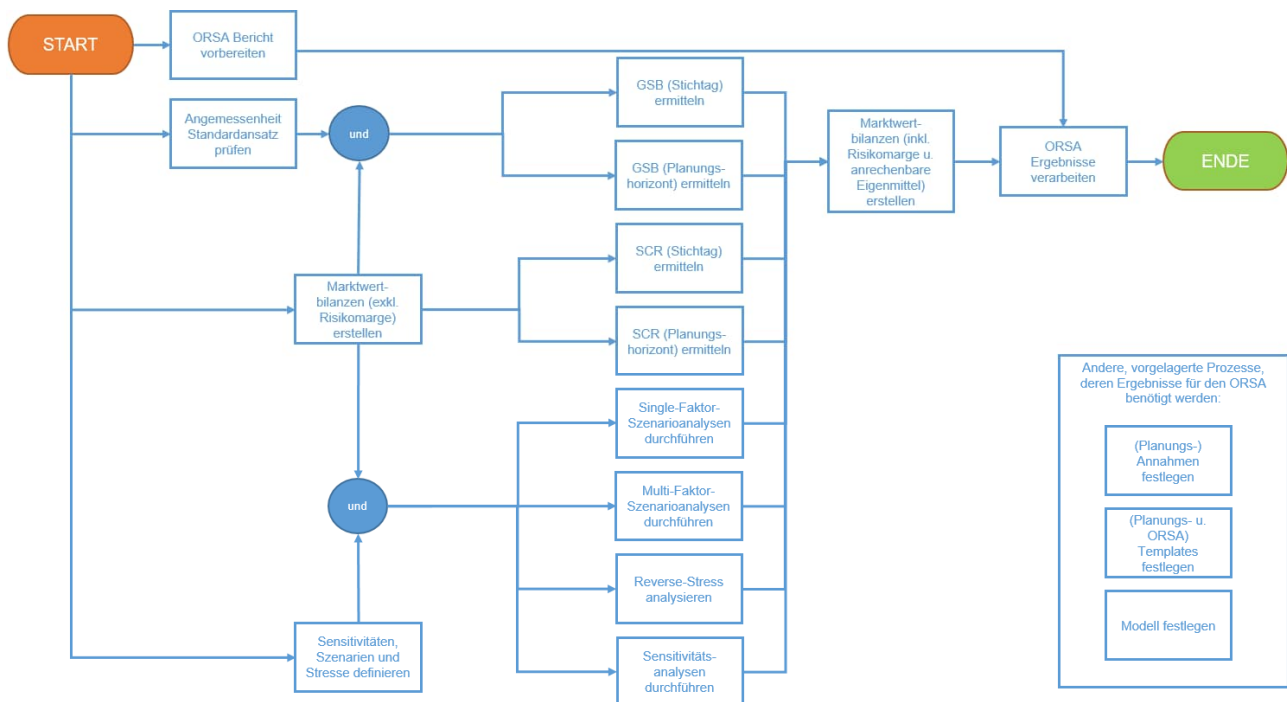 START
ORSA Bericht
vorbereiten
Angemessenheit
Standardansatz
prüfen
und
GSB (Stichtag)
ermitteln
GSB (Planungs-
horizont) ermitteln
Marktwert-
bilanzen (inkl.
Risikomarge u.
anrechenbare
Eigenmittel)
erstellen
ORSA
Ergebnisse
verarbeiten
ENDE
Marktwert-
bilanzen (exkl.
Risikomarge)
erstellen
SCR (Stichtag)
ermitteln
SCR (Planungs-
horizont) ermitteln
und
Single-Faktor-
Szenarioanalysen
durchführen
Multi-Faktor-
Szenarioanalysen
durchführen
Reverse-Stress
analysieren
Sensitivitäten,
Szenarien und
Stresse definieren
Sensitivitäts-
analysen
durchführen
Andere, vorgelagerte Prozesse,
deren Ergebnisse für den ORSA
benötigt werden:
(Planungs-)
Annahmen
festlegen
(Planungs- u.
ORSA)
Templates
festlegen
Modell festlegen